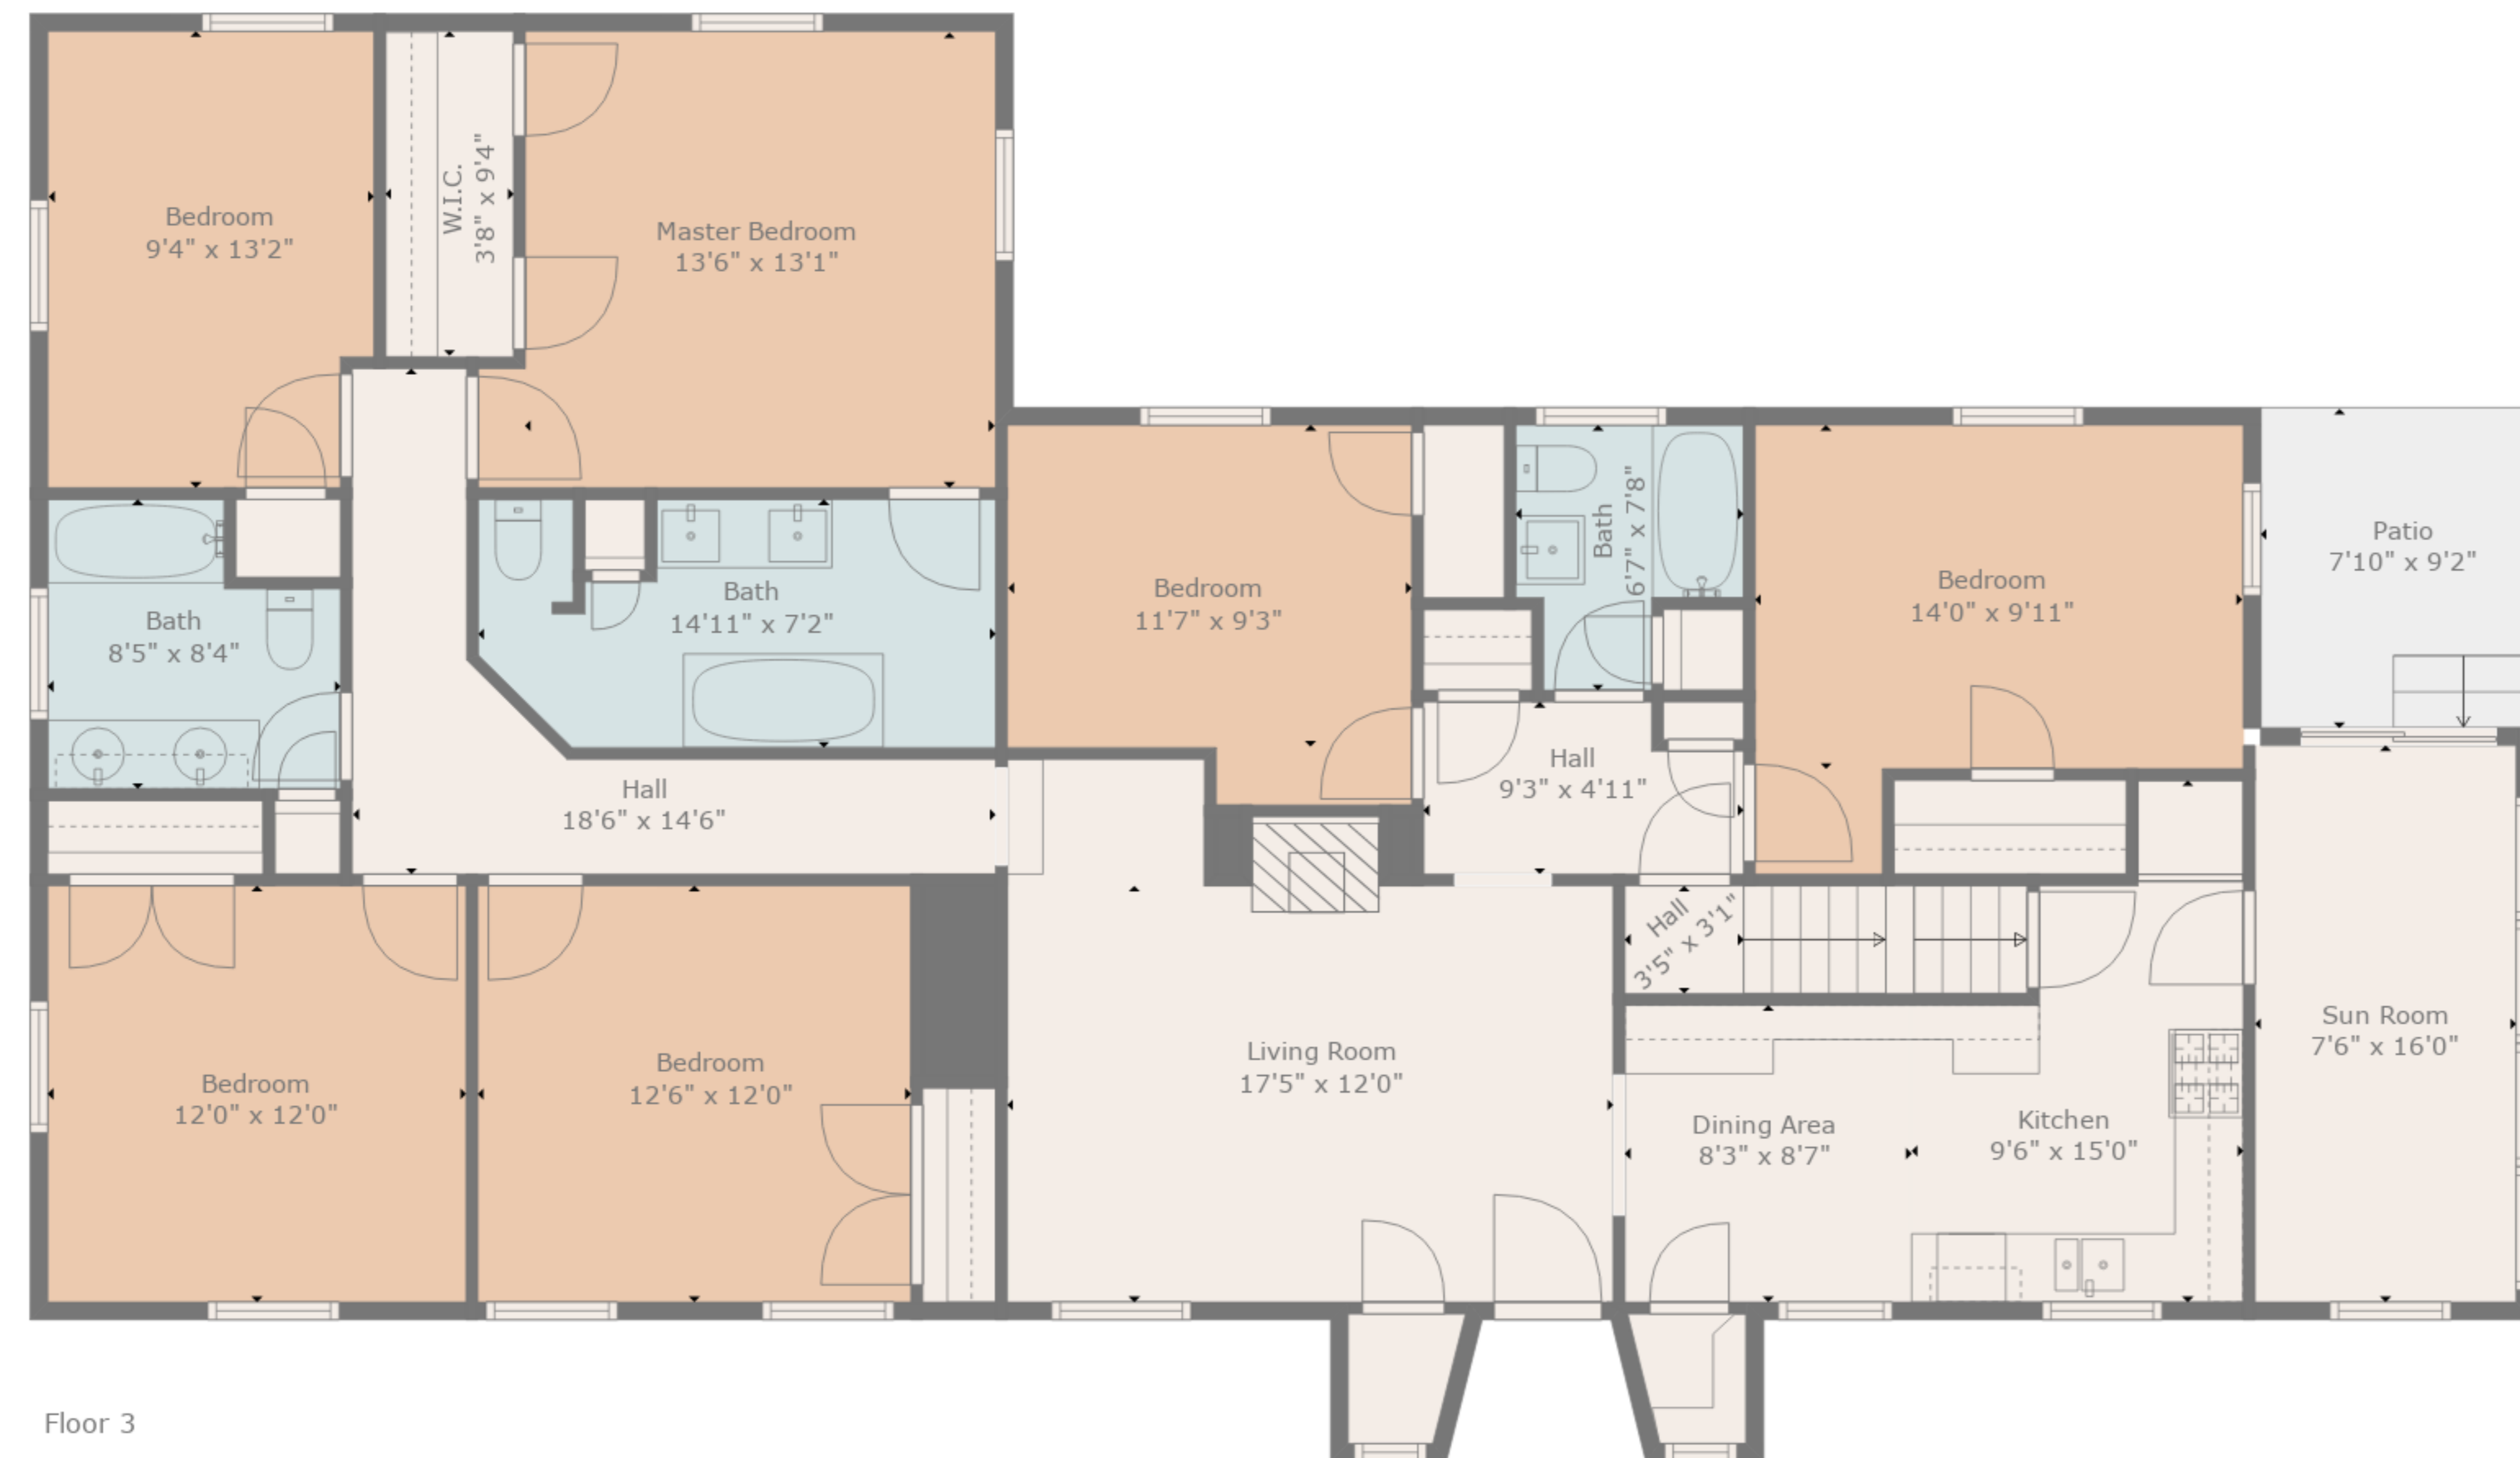 Bedroom
9'4" x 13'2"
W.I.C.
3'8" x 9'4"
Master Bedroom
13'6" x 13'1"
Bath
8'5" x 8'4"
Bath
14'11" x 7'2"
Bedroom
11'7" x 9'3"
Bath
6'7" x 7'8"
Bedroom
14'0" x 9'11"
Patio
7'10" x 9'2"
Hall
18'6" x 14'6"
Hall
9'3" x 4'11"
Hall
3'5" x 3'1"
Bedroom
12'0" x 12'0"
Bedroom
12'6" x 12'0"
Living Room
17'5" x 12'0"
Dining Area
8'3" x 8'7"
Kitchen
9'6" x 15'0"
Sun Room
7'6" x 16'0"
Floor 3